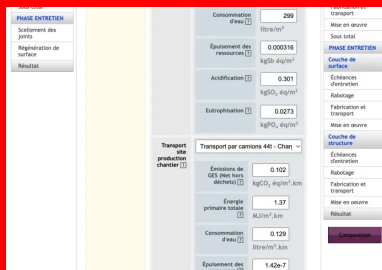 Sous total
PHASE ENTRETIEN
Scellement des
joints
Régénération de
surface
Résultat
Consommation
d'eau [?]
299
litre/m³
Épuisement des
ressources [?]
0.000316
kgSb éq/m³
Acidification [?]
0.301
kgSO₂ éq/m³
Eutrophisation [?]
0.0273
kgPO₄ éq/m³
Transport
site
production
chantier [?]
Transport par camions 44t - Charg
Émissions de
GES (Net hors
déchets) [?]
0.102
kgCO₂ éq/m³.km
Énergie
primaire totale
[?]
1.37
MJ/m³.km
Consommation
d'eau [?]
0.129
litre/m³.km
Épuisement des
1.42e-7
Fabrication et
transport
Mise en œuvre
Sous total
PHASE ENTRETIEN
Couche de
surface
Échéances
d'entretien
Rabotage
Fabrication et
transport
Mise en œuvre
Couche de
structure
Échéances
d'entretien
Rabotage
Fabrication et
transport
Mise en œuvre
Résultat
Comparaison